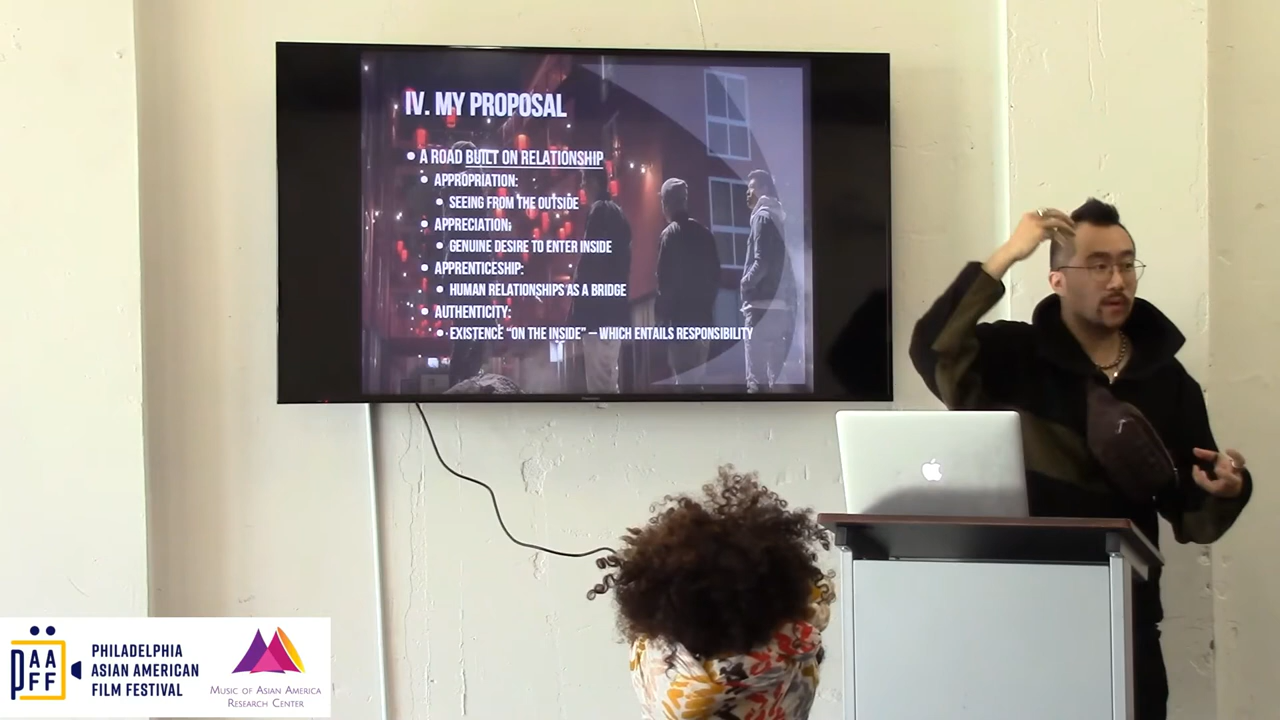 IV. MY PROPOSAL
• A ROAD BUILT ON RELATIONSHIP
• APPROPRIATION:
• SEEING FROM THE OUTSIDE
• APPRECIATION:
• GENUINE DESIRE TO ENTER INSIDE
• APPRENTICESHIP:
• HUMAN RELATIONSHIPS AS A BRIDGE
• AUTHENTICITY:
• EXISTENCE “ON THE INSIDE” – WHICH ENTAILS RESPONSIBILITY
PAAFF
PHILADELPHIA
ASIAN AMERICAN
FILM FESTIVAL
MUSIC OF ASIAN AMERICA
RESEARCH CENTER